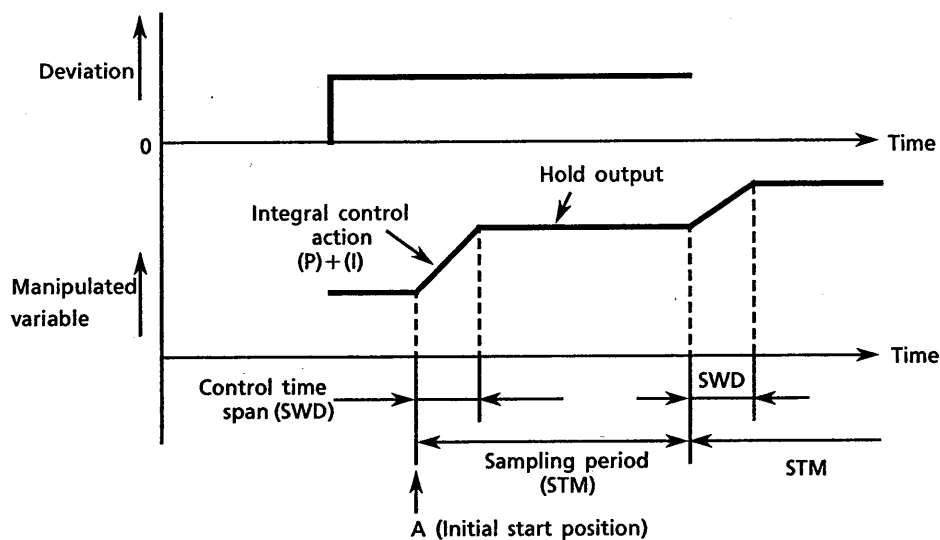 Deviation
0
Time
Hold output
Integral control
action
(P)+(I)
Manipulated
variable
Time
Control time
span (SWD)
SWD
Sampling period
(STM)
STM
A (Initial start position)